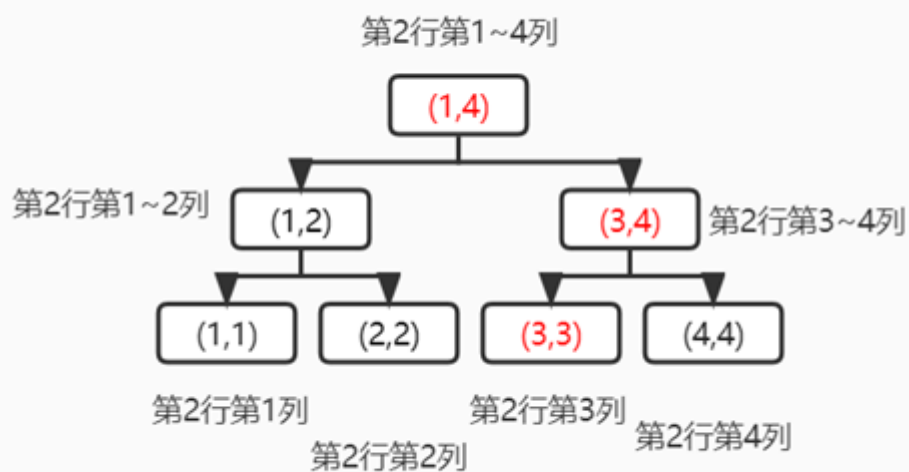 第2行第1~4列
(1,4)
第2行第1~2列
(1,2)
(3,4)
第2行第3~4列
(1,1)
(2,2)
(3,3)
(4,4)
第2行第1列
第2行第3列
第2行第2列
第2行第4列